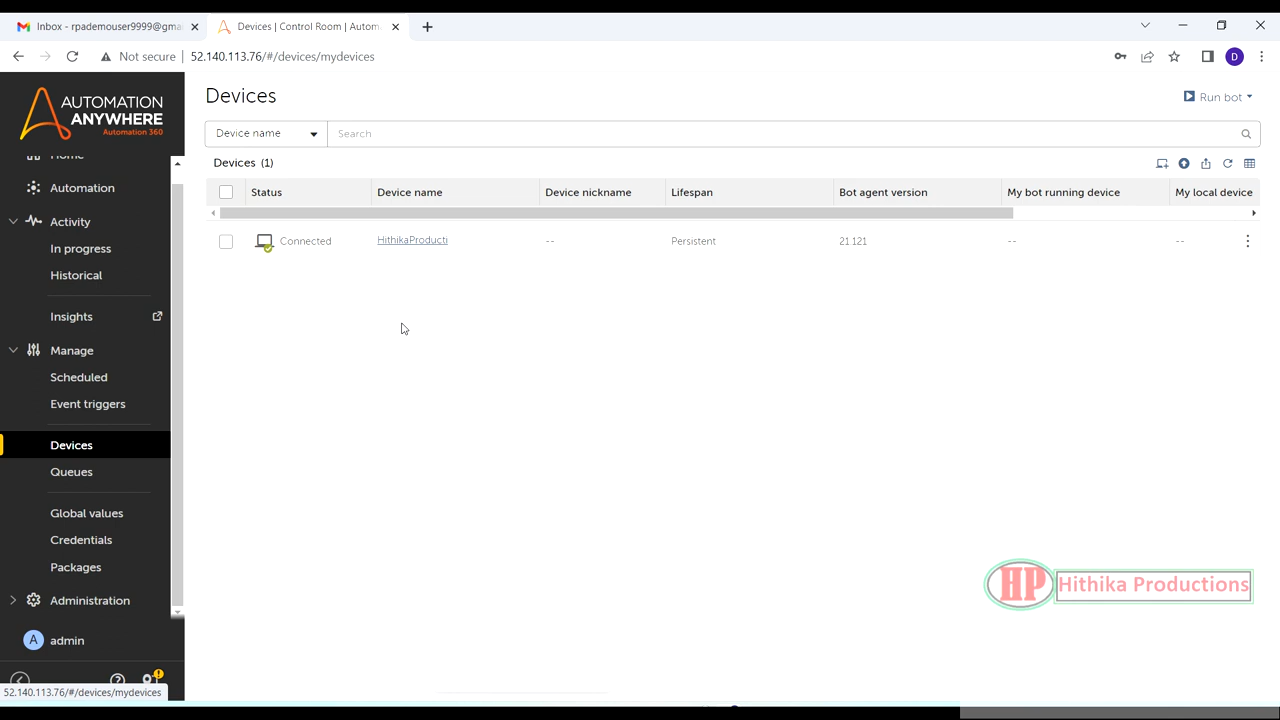 Inbox - rpademouser9999@gma
Devices | Control Room | Autom
Not secure
52.140.113.76/#/devices/mydevices
D
AUTOMATION
ANYWHERE
Automation 360
Home
Automation
Activity
In progress
Historical
Insights
Manage
Scheduled
Event triggers
Devices
Queues
Global values
Credentials
Packages
Administration
A admin
52.140.113.76/#/devices/mydevices
Devices
Run bot
Device name
Search
Devices (1)
Status Device name Device nickname Lifespan Bot agent version My bot running device My local device
Connected HithikaProducti -- Persistent 21.121 -- --
HP Hithika Productions